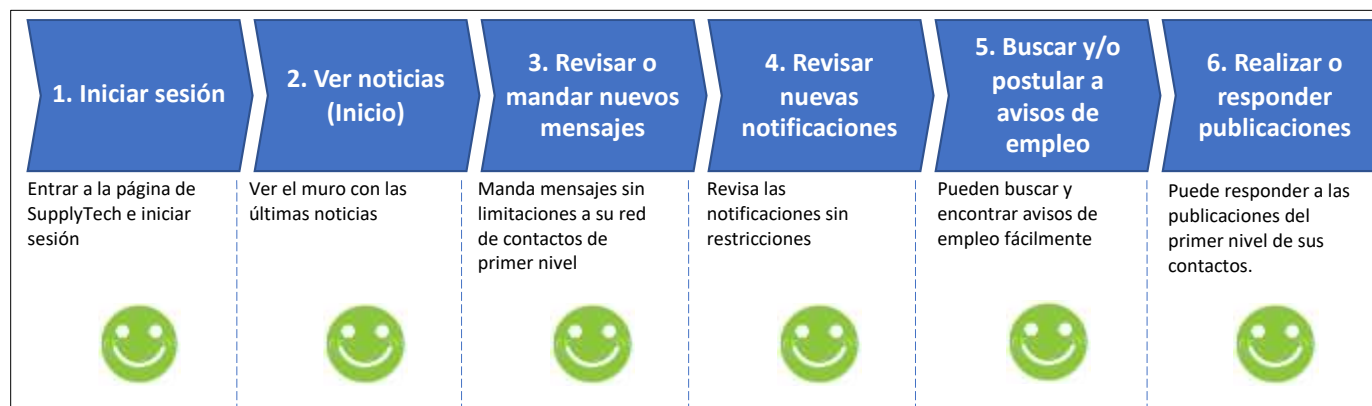 1. Iniciar sesión
2. Ver noticias
(Inicio)
3. Revisar o
mandar nuevos
mensajes
4. Revisar
nuevas
notificaciones
5. Buscar y/o
postular a
avisos de
empleo
6. Realizar o
responder
publicaciones
Entrar a la página de
SupplyTech e iniciar
sesión
Ver el muro con las
últimas noticias
Manda mensajes sin
limitaciones a su red
de contactos de
primer nivel
Revisa las
notificaciones sin
restricciones
Pueden buscar y
encontrar avisos de
empleo fácilmente
Puede responder a las
publicaciones del
primer nivel de sus
contactos.